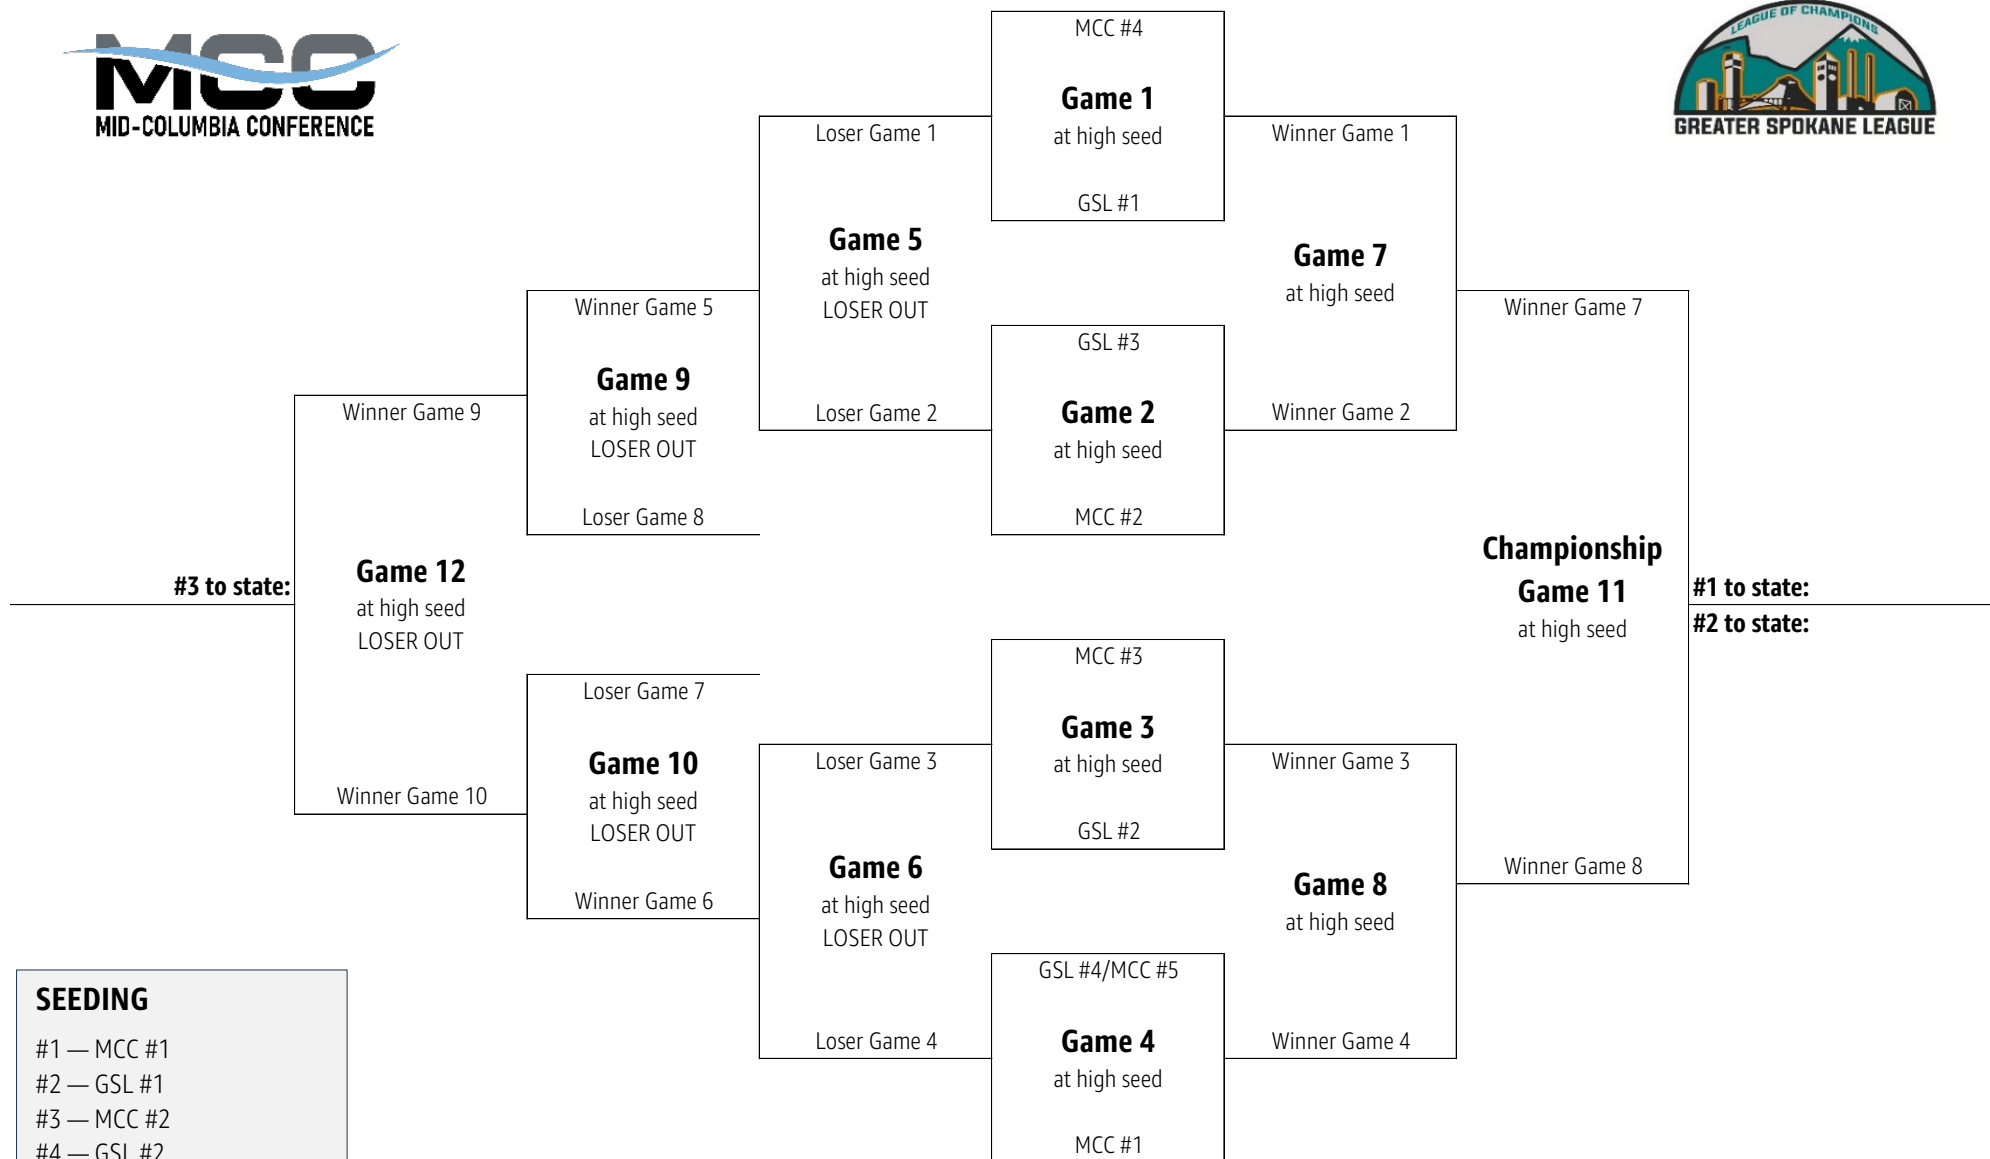 MCC
MID-COLUMBIA CONFERENCE
LEAGUE OF CHAMPIONS
GREATER SPOKANE LEAGUE
MCC #4
Game 1
at high seed
GSL #1
Loser Game 1
Game 5
at high seed
LOSER OUT
Loser Game 2
Winner Game 1
Game 7
at high seed
Winner Game 2
GSL #3
Game 2
at high seed
MCC #2
Winner Game 5
Game 9
at high seed
LOSER OUT
Loser Game 8
Winner Game 7
Championship
Game 11
at high seed
Winner Game 8
#1 to state:
#2 to state:
Winner Game 9
Game 12
at high seed
LOSER OUT
Winner Game 10
#3 to state:
Loser Game 7
Game 10
at high seed
LOSER OUT
Winner Game 6
MCC #3
Game 3
at high seed
GSL #2
Loser Game 3
Game 6
at high seed
LOSER OUT
Loser Game 4
Winner Game 3
Game 8
at high seed
Winner Game 4
GSL #4/MCC #5
Game 4
at high seed
MCC #1
SEEDING
#1 — MCC #1
#2 — GSL #1
#3 — MCC #2
#4 — GSL #2